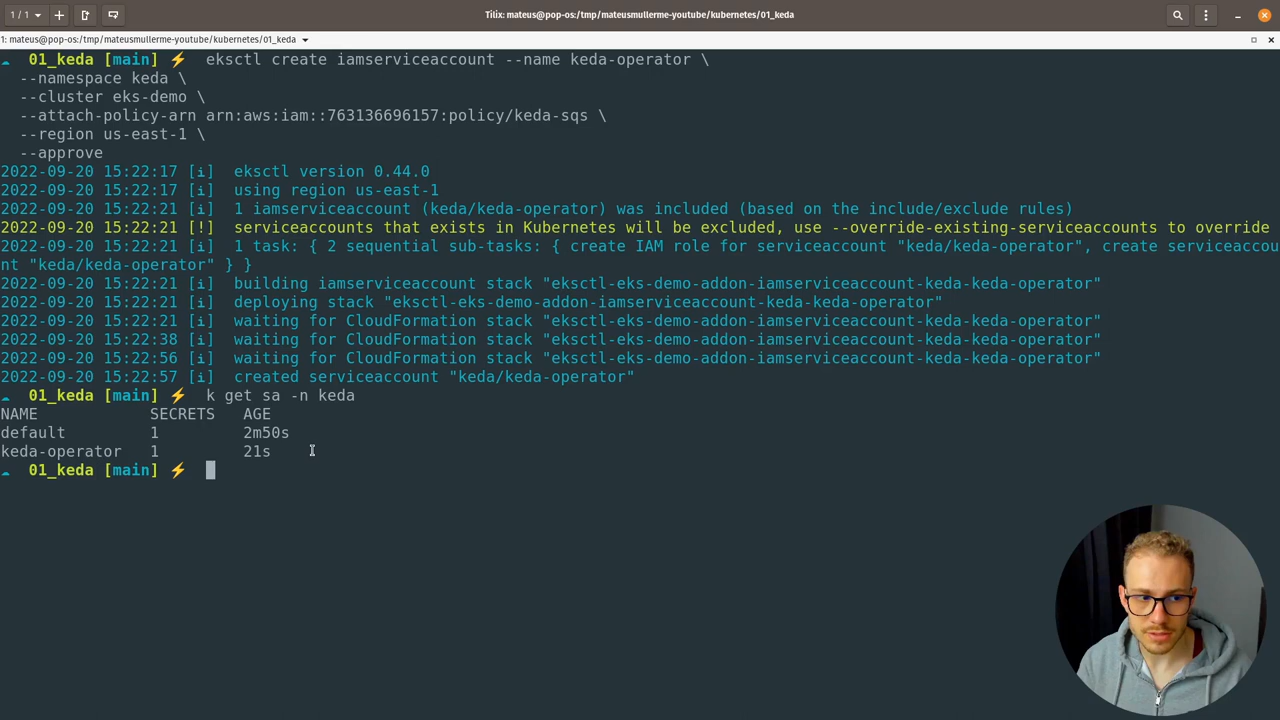 1 / 1
Tilix: mateus@pop-os:/tmp/mateusmullerme-youtube/kubernetes/01_keda
1: mateus@pop-os:/tmp/mateusmullerme-youtube/kubernetes/01_keda
01_keda [main] ⚡ eksctl create iamserviceaccount --name keda-operator \
--namespace keda \
--cluster eks-demo \
--attach-policy-arn arn:aws:iam::763136696157:policy/keda-sqs \
--region us-east-1 \
--approve
2022-09-20 15:22:17 [i] eksctl version 0.44.0
2022-09-20 15:22:17 [i] using region us-east-1
2022-09-20 15:22:21 [i] 1 iamserviceaccount (keda/keda-operator) was included (based on the include/exclude rules)
2022-09-20 15:22:21 [!] serviceaccounts that exists in Kubernetes will be excluded, use --override-existing-serviceaccounts to override
2022-09-20 15:22:21 [i] 1 task: { 2 sequential sub-tasks: { create IAM role for serviceaccount "keda/keda-operator", create serviceaccou
nt "keda/keda-operator" } }
2022-09-20 15:22:21 [i] building iamserviceaccount stack "eksctl-eks-demo-addon-iamserviceaccount-keda-keda-operator"
2022-09-20 15:22:21 [i] deploying stack "eksctl-eks-demo-addon-iamserviceaccount-keda-keda-operator"
2022-09-20 15:22:21 [i] waiting for CloudFormation stack "eksctl-eks-demo-addon-iamserviceaccount-keda-keda-operator"
2022-09-20 15:22:38 [i] waiting for CloudFormation stack "eksctl-eks-demo-addon-iamserviceaccount-keda-keda-operator"
2022-09-20 15:22:56 [i] waiting for CloudFormation stack "eksctl-eks-demo-addon-iamserviceaccount-keda-keda-operator"
2022-09-20 15:22:57 [i] created serviceaccount "keda/keda-operator"
01_keda [main] ⚡ k get sa -n keda
NAME SECRETS AGE
default 1 2m50s
keda-operator 1 21s
01_keda [main] ⚡